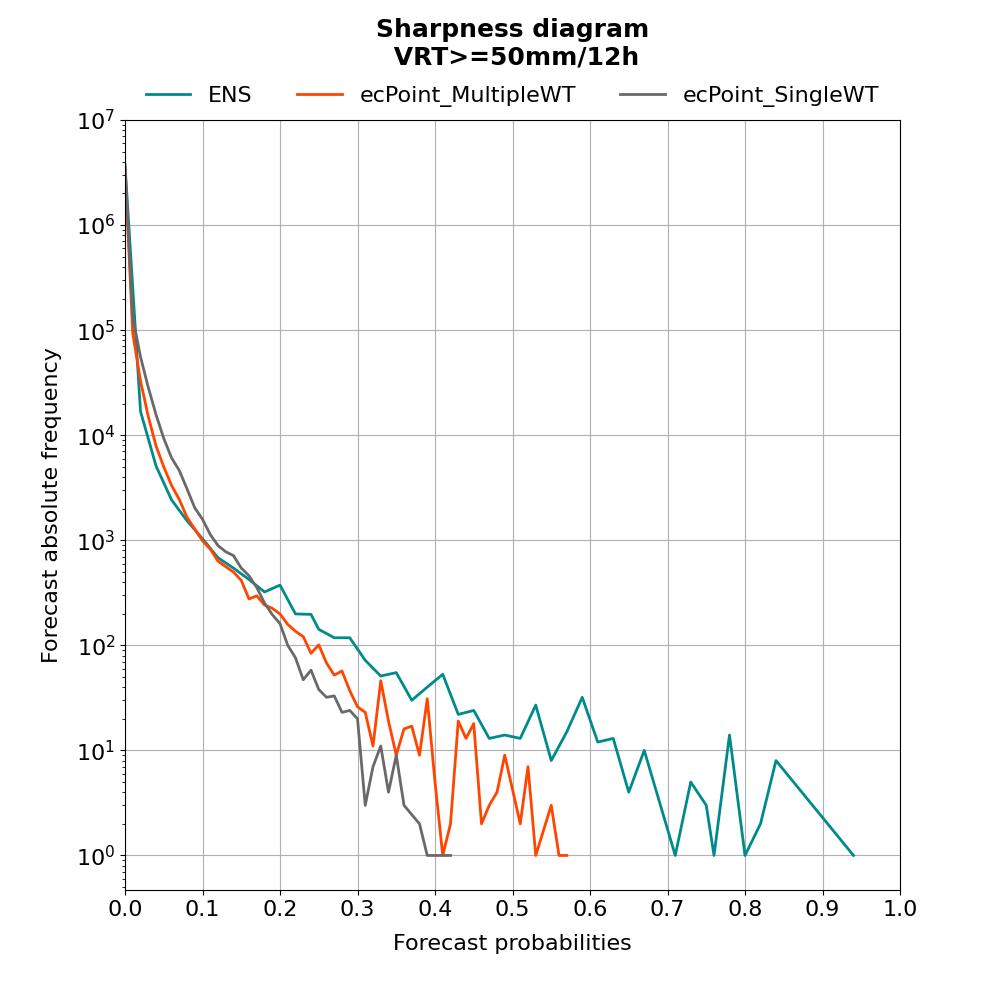 Sharpness diagram
VRT>=50mm/12h
ENS ecPoint_MultipleWT ecPoint_SingleWT
10^7
10^6
10^5
10^4
10^3
10^2
10^1
10^0
Forecast absolute frequency
0.0 0.1 0.2 0.3 0.4 0.5 0.6 0.7 0.8 0.9 1.0
Forecast probabilities